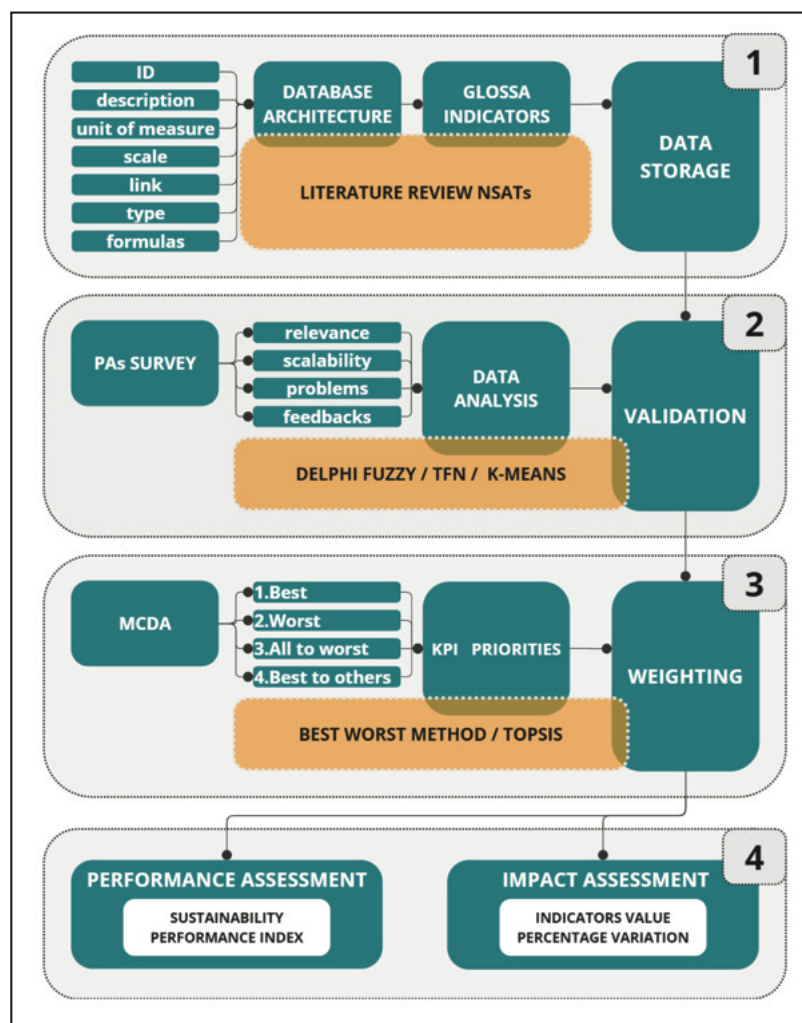 1
ID
description
unit of measure
scale
link
type
formulas
DATABASE
ARCHITECTURE
GLOSSA
INDICATORS
DATA
STORAGE
LITERATURE REVIEW NSATs
2
PAs SURVEY
relevance
scalability
problems
feedbacks
DATA
ANALYSIS
VALIDATION
DELPHI FUZZY / TFN / K-MEANS
3
MCDA
1.Best
2.Worst
3.All to worst
4.Best to others
KPI PRIORITIES
WEIGHTING
BEST WORST METHOD / TOPSIS
4
PERFORMANCE ASSESSMENT
SUSTAINABILITY
PERFORMANCE INDEX
IMPACT ASSESSMENT
INDICATORS VALUE
PERCENTAGE VARIATION